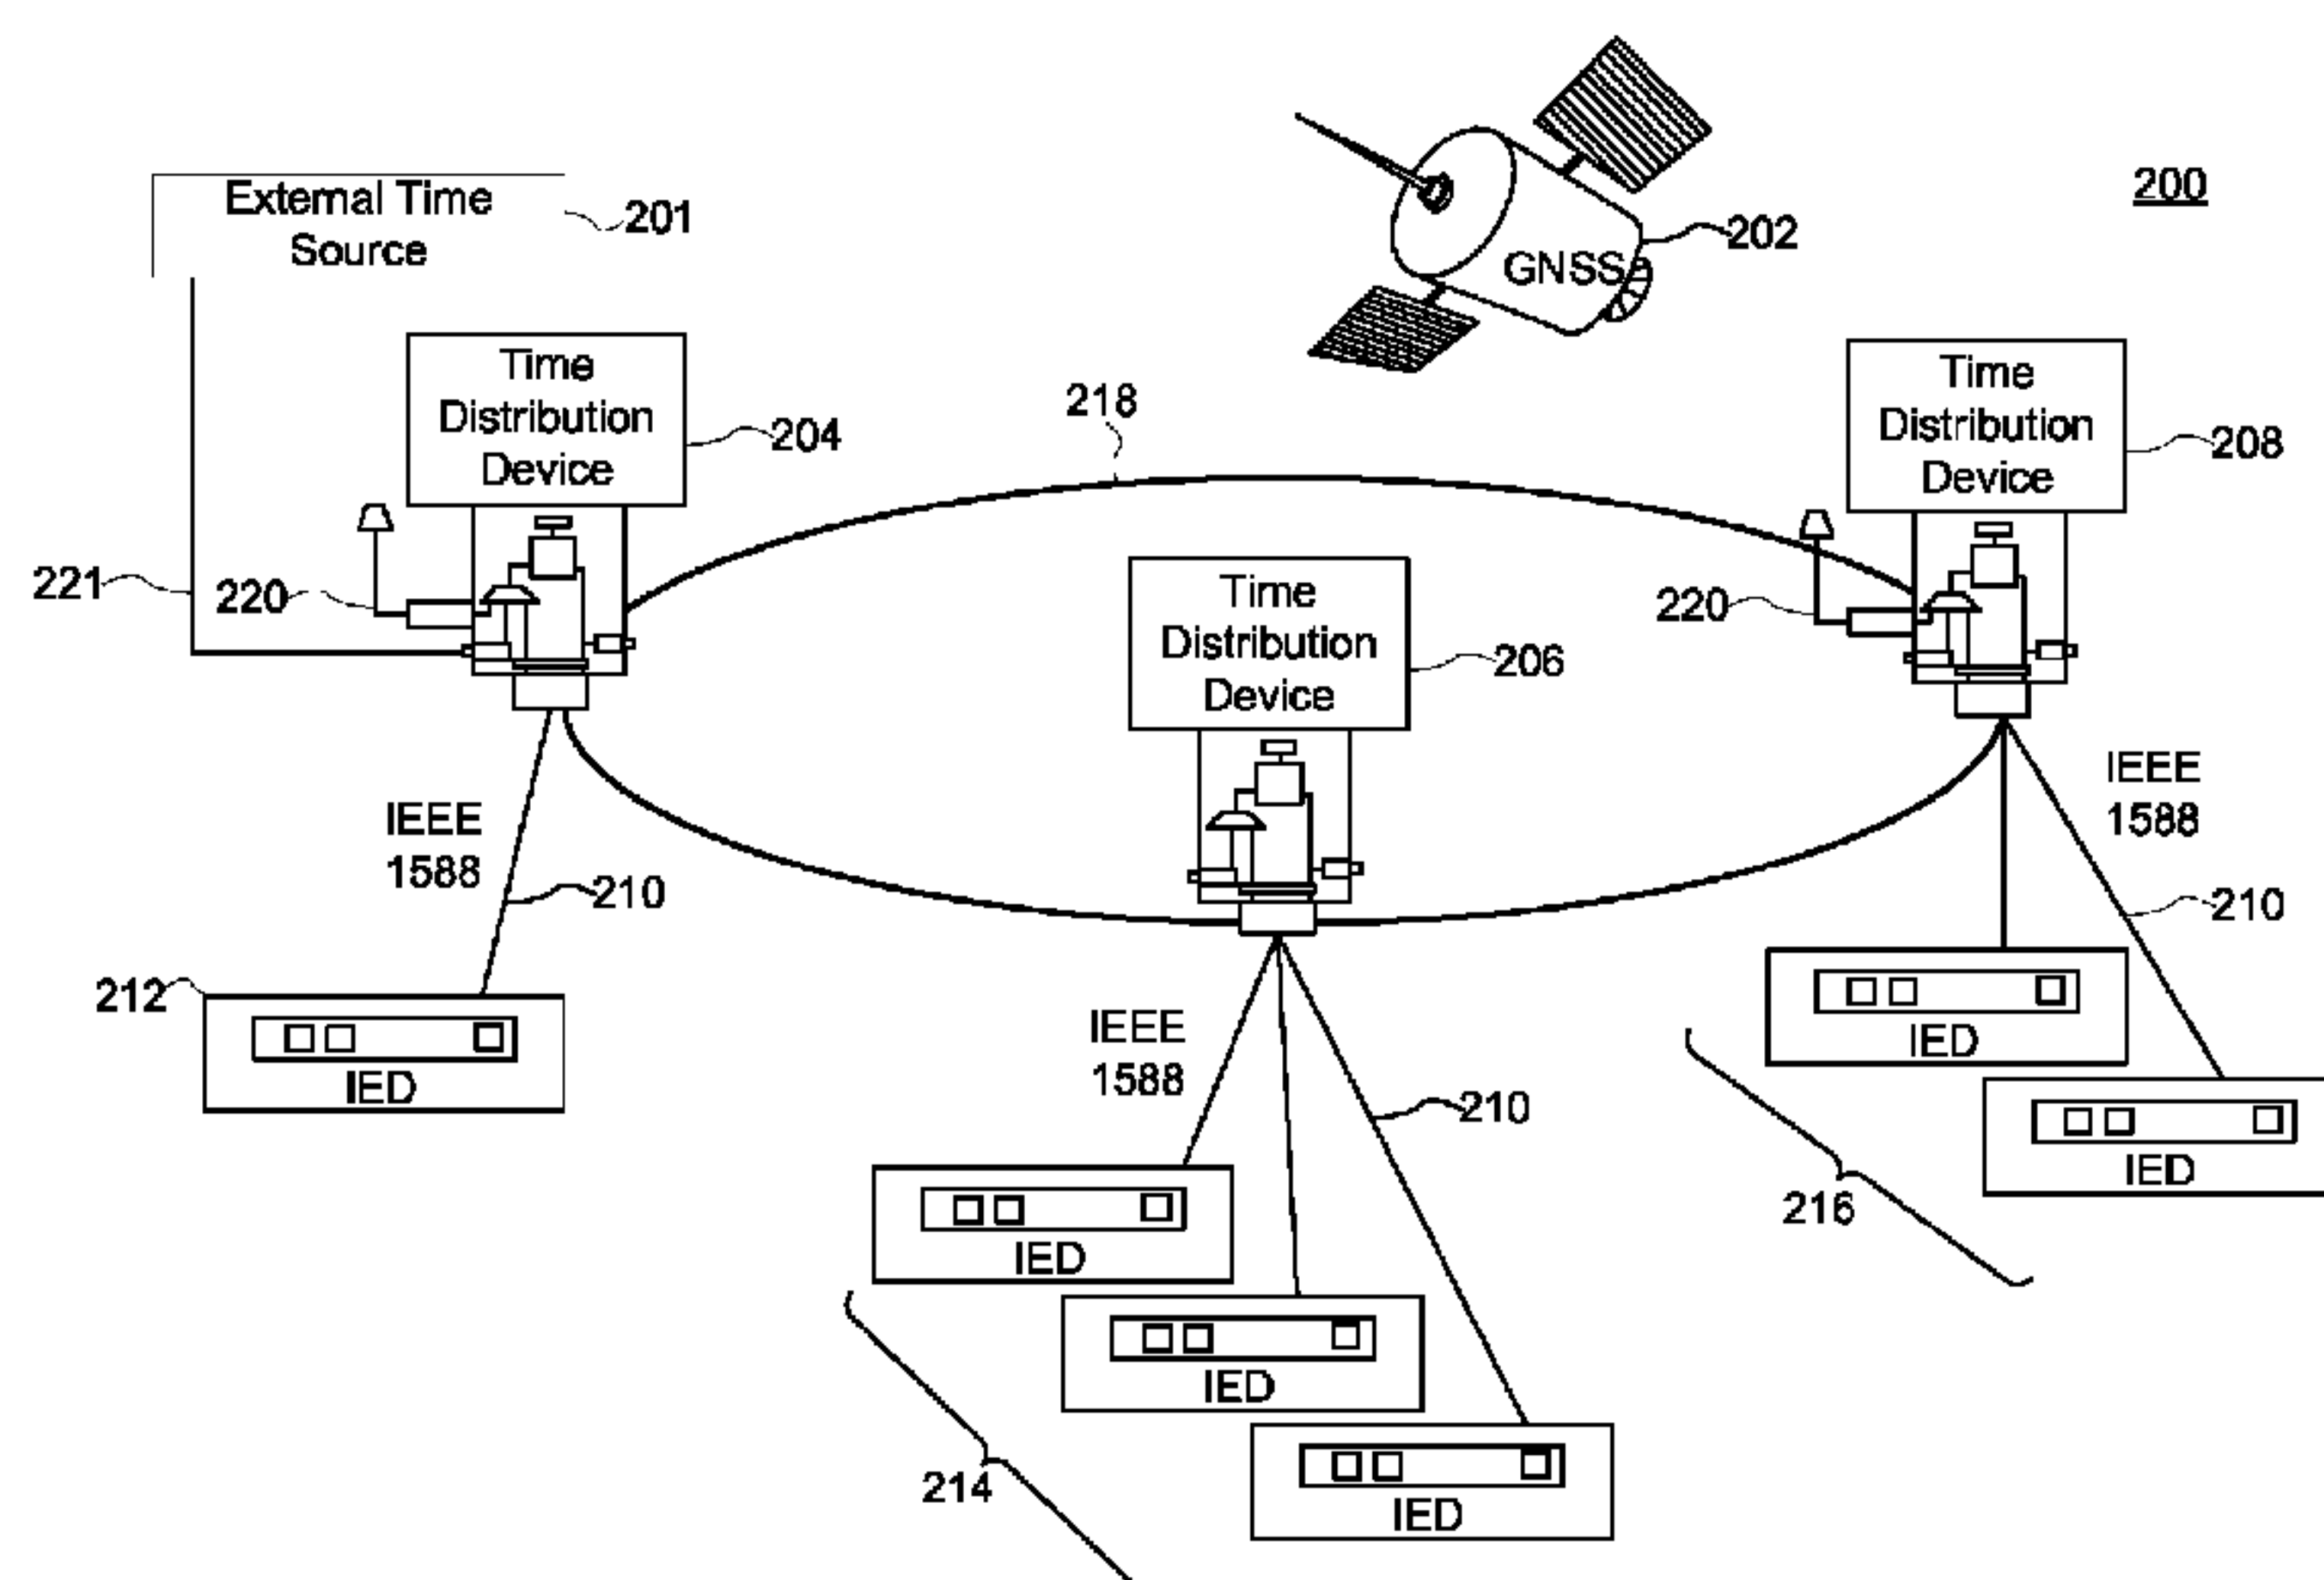 200
External Time
Source
201
202
GNSS
Time
Distribution
Device
204
218
Time
Distribution
Device
208
221
220
Time
Distribution
Device
206
220
IEEE
1588
210
IEEE
1588
210
212
IED
IEEE
1588
210
IED
IED
216
IED
IED
IED
214